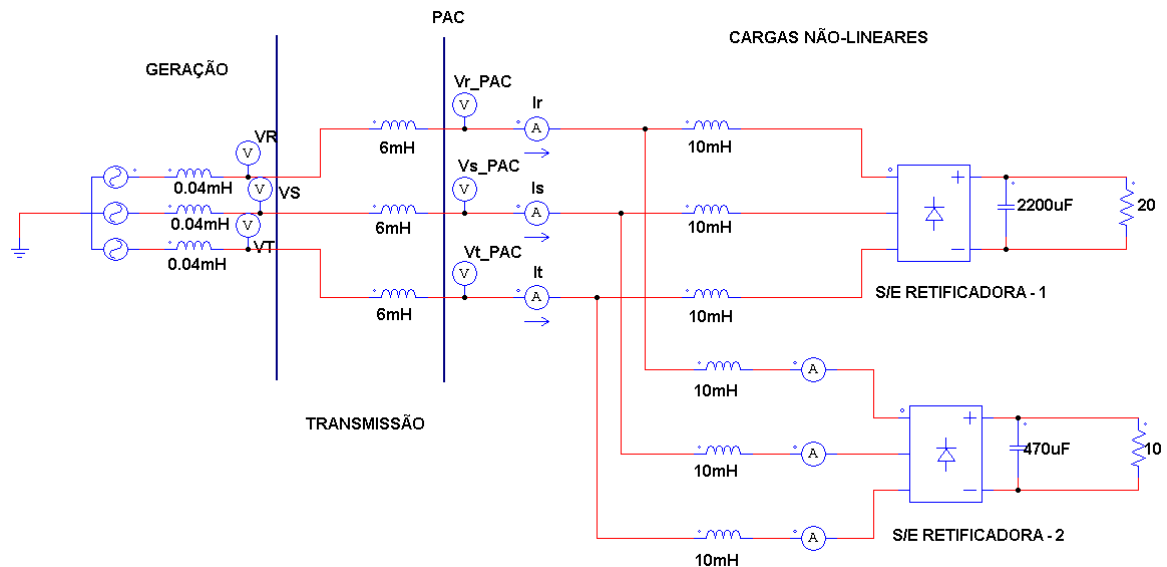 PAC
CARGAS NÃO-LINEARES
GERAÇÃO
Vr_PAC
Ir
V
A
VR
V
6mH
10mH
Vs_PAC
Is
0.04mH
V
VS
V
A
2200uF
20
0.04mH
V
6mH
10mH
VT
Vt_PAC
It
0.04mH
V
A
6mH
10mH
S/E RETIFICADORA - 1
A
10mH
TRANSMISSÃO
470uF
10
A
10mH
A
10mH
S/E RETIFICADORA - 2